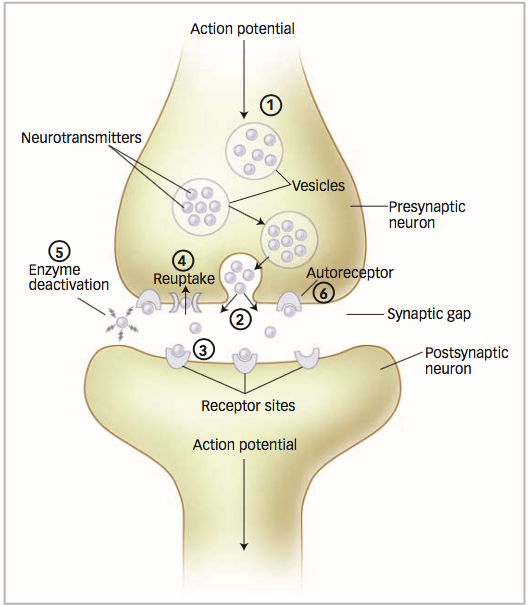 Action potential
1
Neurotransmitters
Vesicles
Presynaptic
neuron
5
Enzyme
deactivation
4
Reuptake
Autoreceptor
6
2
Synaptic gap
3
Postsynaptic
neuron
Receptor sites
Action potential